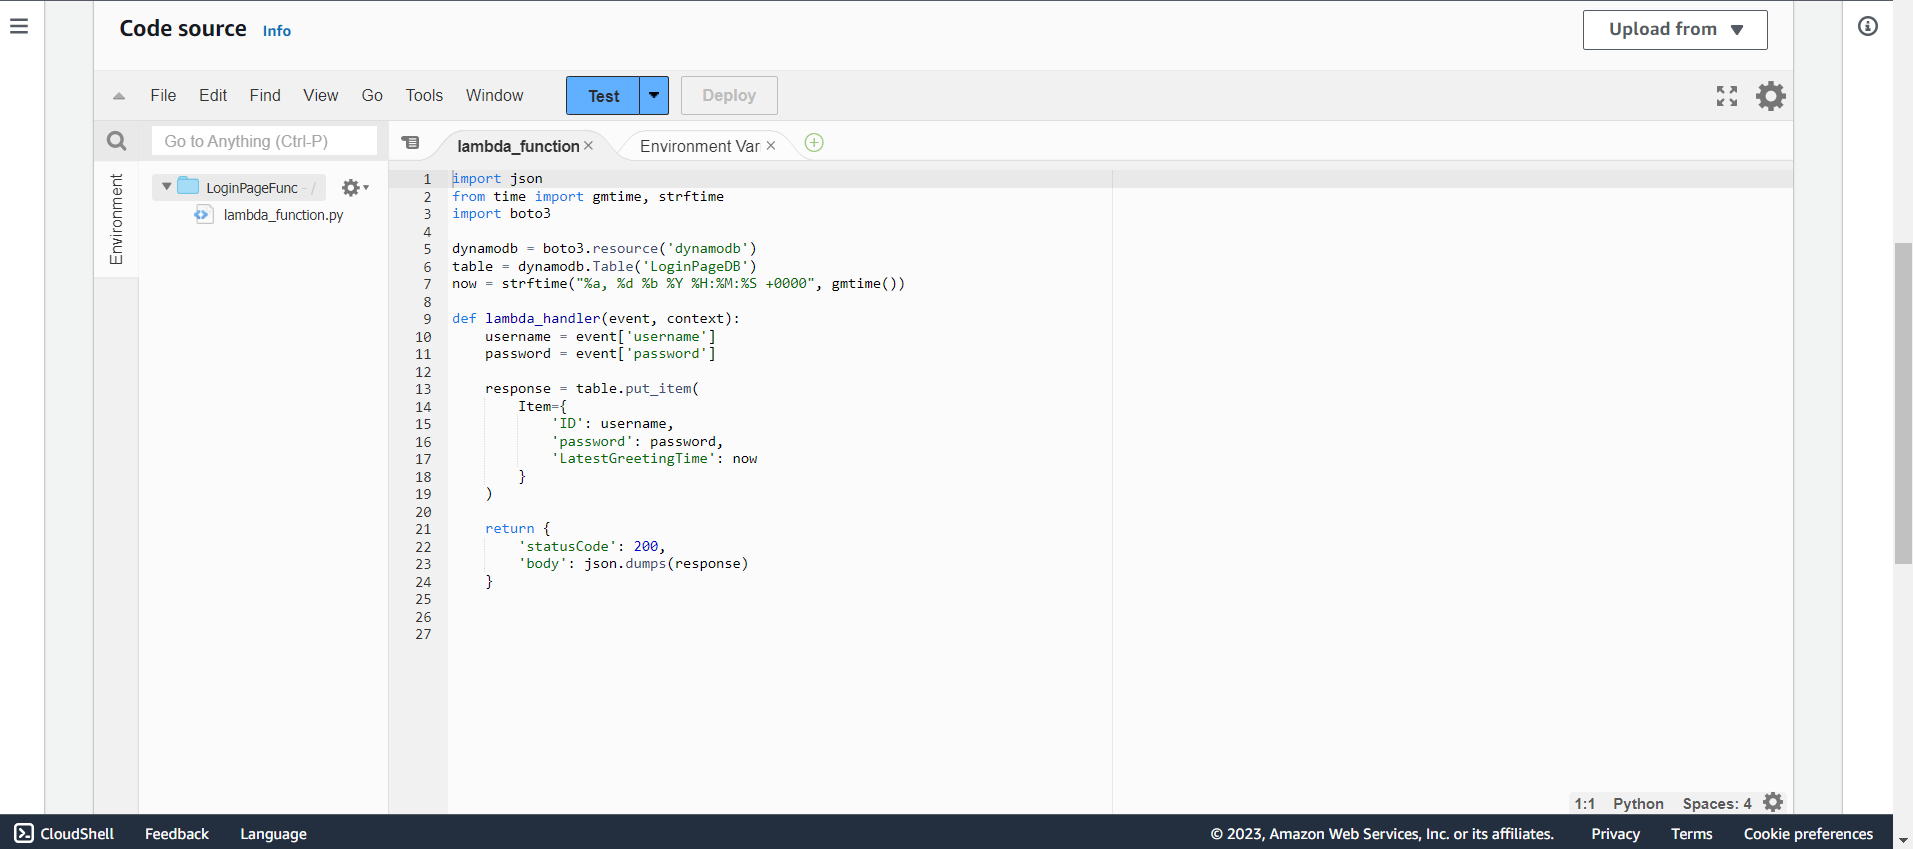 Code source Info
Upload from
File Edit Find View Go Tools Window Test Deploy
Go to Anything (Ctrl-P)
lambda_function
Environment Var
Environment
LoginPageFunc - /
lambda_function.py
1 import json
2 from time import gmtime, strftime
3 import boto3
4
5 dynamodb = boto3.resource('dynamodb')
6 table = dynamodb.Table('LoginPageDB')
7 now = strftime("%a, %d %b %Y %H:%M:%S +0000", gmtime())
8
9 def lambda_handler(event, context):
10     username = event['username']
11     password = event['password']
12
13     response = table.put_item(
14         Item={
15             'ID': username,
16             'password': password,
17             'LatestGreetingTime': now
18         }
19     )
20
21     return {
22         'statusCode': 200,
23         'body': json.dumps(response)
24     }
25
26
27
1:1 Python Spaces: 4
CloudShell Feedback Language © 2023, Amazon Web Services, Inc. or its affiliates. Privacy Terms Cookie preferences